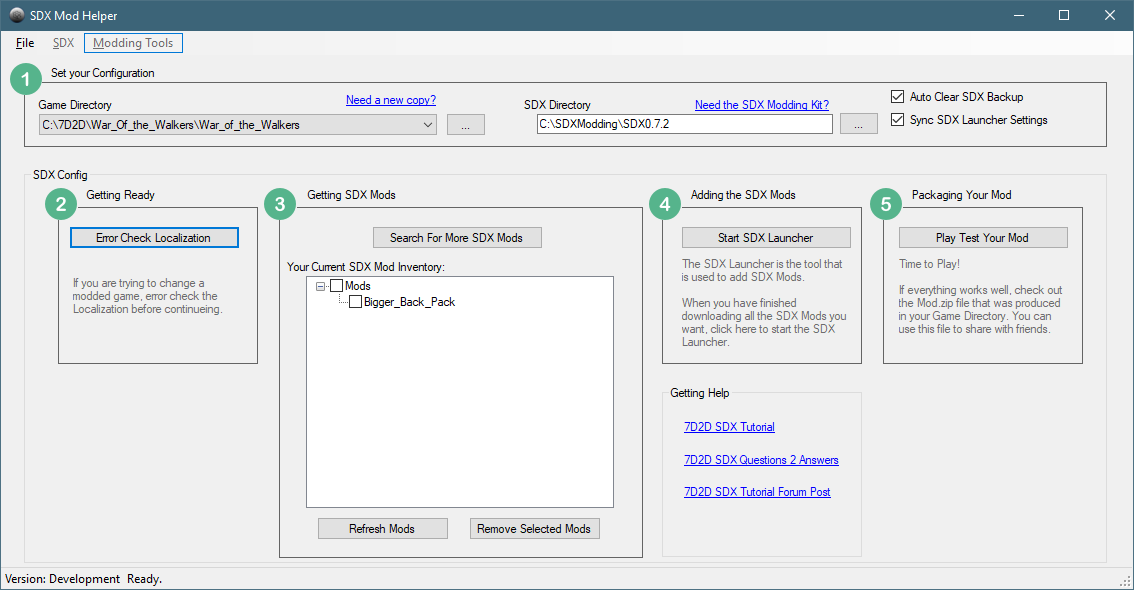 SDX Mod Helper
File SDX Modding Tools
1 Set your Configuration
Game Directory Need a new copy?
C:\7D2D\War_Of_the_Walkers\War_of_the_Walkers ...
SDX Directory Need the SDX Modding Kit?
C:\SDXModding\SDX0.7.2 ...
Auto Clear SDX Backup
Sync SDX Launcher Settings
SDX Config
2 Getting Ready
Error Check Localization
If you are trying to change a
modded game, error check the
Localization before continueing.
3 Getting SDX Mods
Search For More SDX Mods
Your Current SDX Mod Inventory:
Mods
Bigger_Back_Pack
Refresh Mods Remove Selected Mods
4 Adding the SDX Mods
Start SDX Launcher
The SDX Launcher is the tool that
is used to add SDX Mods.
When you have finished
downloading all the SDX Mods you
want, click here to start the SDX
Launcher.
Getting Help
7D2D SDX Tutorial
7D2D SDX Questions 2 Answers
7D2D SDX Tutorial Forum Post
5 Packaging Your Mod
Play Test Your Mod
Time to Play!
If everything works well, check out
the Mod.zip file that was produced
in your Game Directory. You can
use this file to share with friends.
Version: Development Ready.